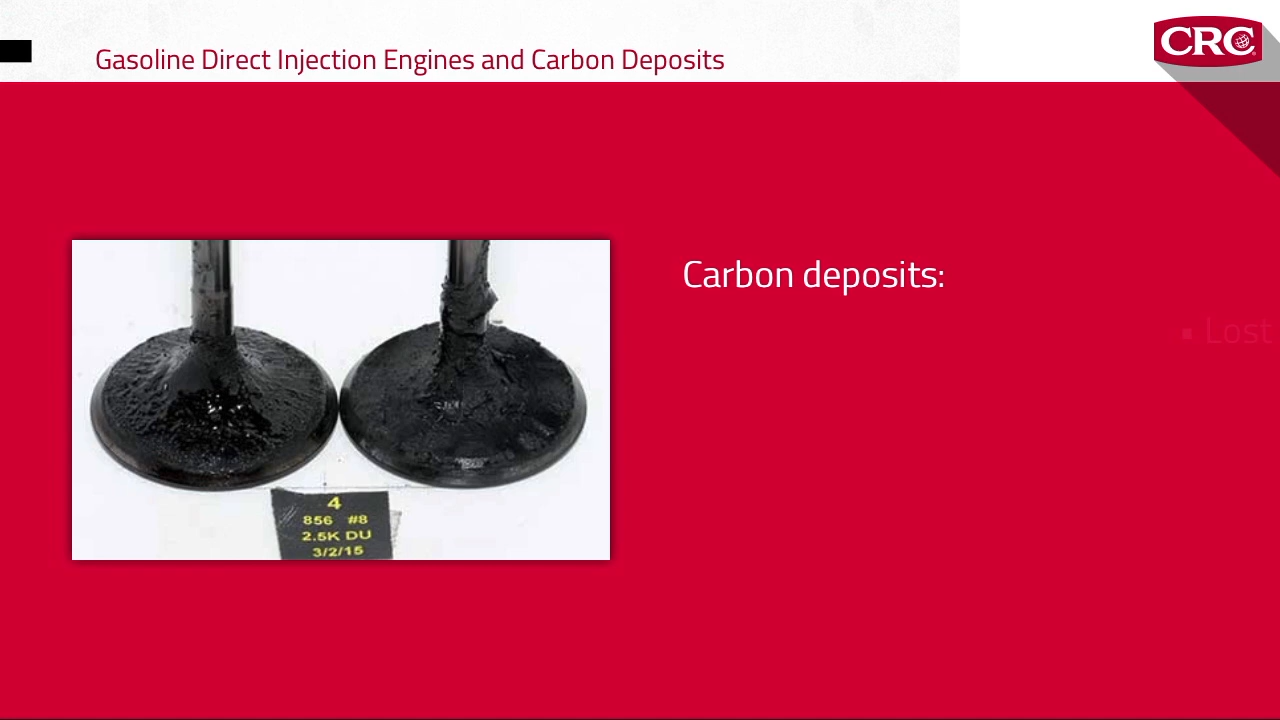 Gasoline Direct Injection Engines and Carbon Deposits
CRC
Carbon deposits:
▪ Lost
4
856 #8
2.5K DU
3/2/15